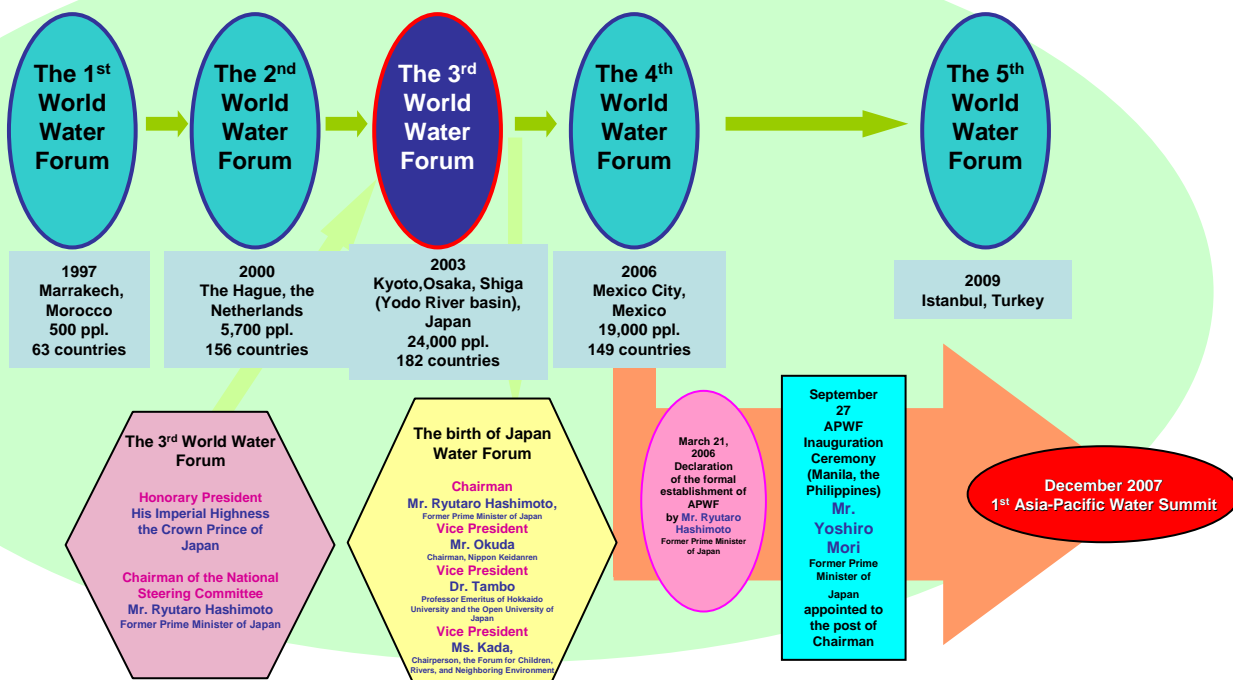 The 1st
World
Water
Forum
The 2nd
World
Water
Forum
The 3rd
World
Water
Forum
The 4th
World
Water
Forum
The 5th
World
Water
Forum
1997
Marrakech,
Morocco
500 ppl.
63 countries
2000
The Hague, the
Netherlands
5,700 ppl.
156 countries
2003
Kyoto,Osaka, Shiga
(Yodo River basin),
Japan
24,000 ppl.
182 countries
2006
Mexico City,
Mexico
19,000 ppl.
149 countries
2009
Istanbul, Turkey
The 3rd World Water
Forum
Honorary President
His Imperial Highness
the Crown Prince of
Japan
Chairman of the National
Steering Committee
Mr. Ryutaro Hashimoto
Former Prime Minister of Japan
The birth of Japan
Water Forum
Chairman
Mr. Ryutaro Hashimoto,
Former Prime Minister of Japan
Vice President
Mr. Okuda
Chairman, Nippon Keidanren
Vice President
Dr. Tambo
Professor Emeritus of Hokkaido
University and the Open University of
Japan
Vice President
Ms. Kada,
Chairperson, the Forum for Children,
Rivers, and Neighboring Environment
March 21,
2006
Declaration
of the formal
establishment of
APWF
by Mr. Ryutaro
Hashimoto
Former Prime Minister
of Japan
September
27
APWF
Inauguration
Ceremony
(Manila, the
Philippines)
Mr.
Yoshiro
Mori
Former Prime
Minister of
Japan
appointed to
the post of
Chairman
December 2007
1st Asia-Pacific Water Summit